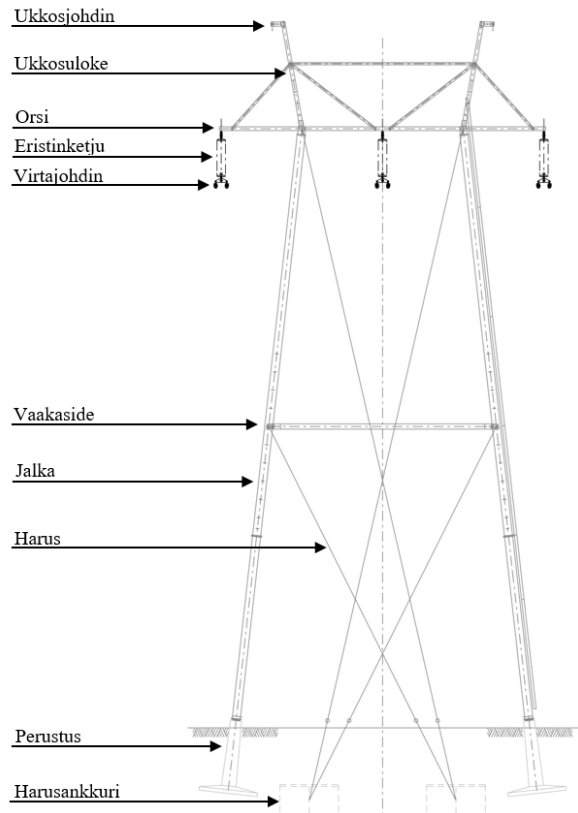 Ukkosjohdin
Ukkosuloke
Orsi
Eristinketju
Virtajohdin
Vaakaside
Jalka
Harus
Perustus
Harusankkuri